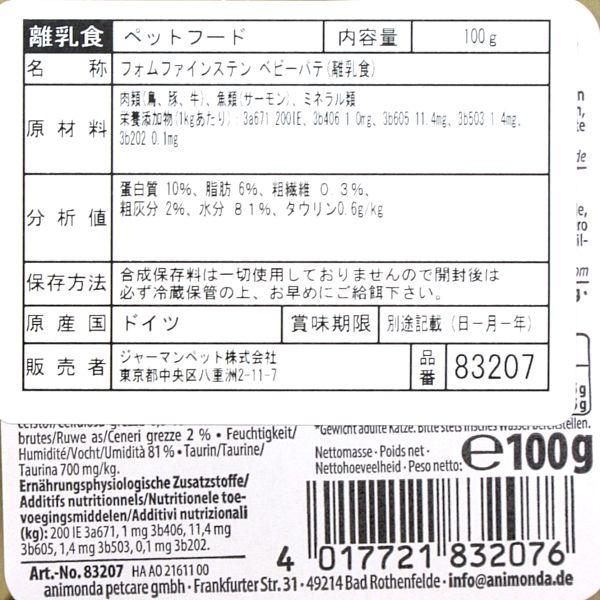 離乳食 ペットフード 内容量 100g
名称 フォムファインステン ベビーパテ(離乳食)
原材料 肉類(鳥、豚、牛)、魚類(サーモン)、ミネラル類
栄養添加物(1kgあたり):3a671 200IE、3b406 1.0mg、3b605 11.4mg、3b503 1.4mg、
3b202 0.1mg
分析値 蛋白質 10%、脂肪 6%、粗繊維 0.3%、
粗灰分 2%、水分 81%、タウリン0.6g/kg
保存方法 合成保存料は一切使用しておりませんので開封後は
必ず冷蔵保管の上、お早めにご給餌下さい。
原産国 ドイツ 賞味期限 別途記載(日ー月ー年)
販売者 ジャーマンペット株式会社
東京都中央区八重洲2-11-7
品番 83207
brutes/Ruwe as/Ceneri grezze 2 % • Feuchtigkeit/
Humidité/Vocht/Umidità 81 % • Taurin/Taurine/
Taurina 700 mg/kg.
Ernährungsphysiologische Zusatzstoffe/
Additifs nutritionnels/Nutritionele toe-
voegingsmiddelen/Additivi nutrizionali
(kg): 200 IE 3a671, 1 mg 3b406, 11,4 mg
3b605, 1,4 mg 3b503, 0,1 mg 3b202.
Art.-No. 83207 HA AO 21611 00
*Gewicht adulte Katze. Bitte stets frisches Wasser bereitstellen.
Nettomasse · Poids net ·
Nettohoeveelheid · Peso netto: ℮100g
4 017721 832076
animonda petcare gmbh · Frankfurter Str. 31 · 49214 Bad Rothenfelde · info@animonda.de